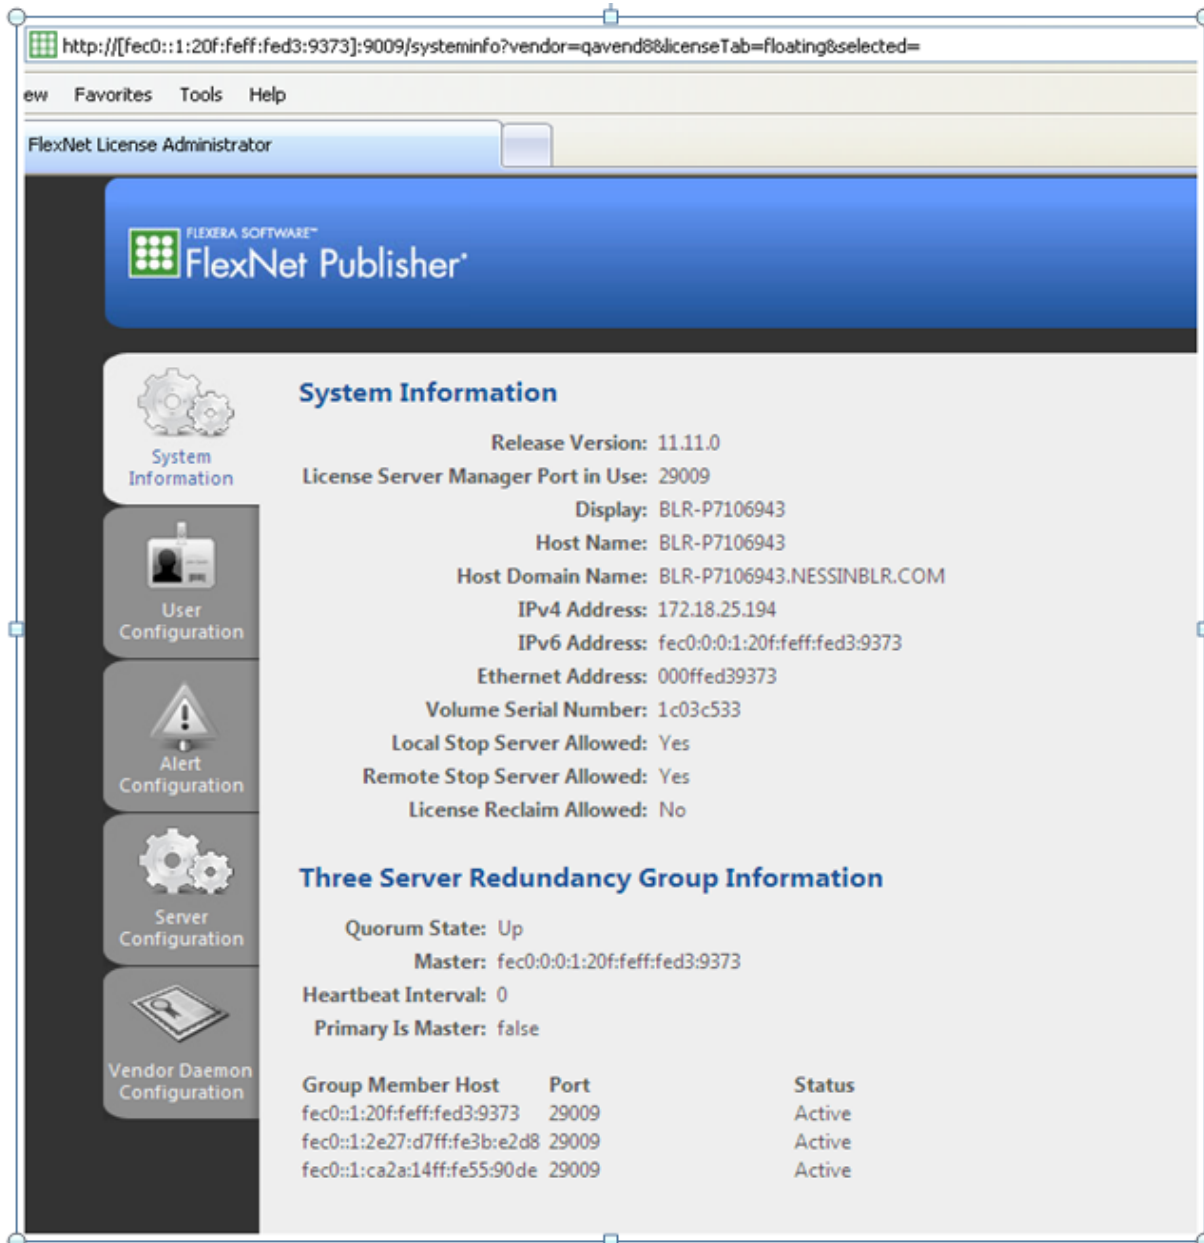 http://[fec0::1:20f:feff:fed3:9373]:9009/systeminfo?vendor=qavend8&licenseTab=floating&selected=
ew Favorites Tools Help
FlexNet License Administrator
FLEXERA SOFTWARE™
FlexNet Publisher®
System Information
User Configuration
Alert Configuration
Server Configuration
Vendor Daemon Configuration
System Information
Release Version: 11.11.0
License Server Manager Port in Use: 29009
Display: BLR-P7106943
Host Name: BLR-P7106943
Host Domain Name: BLR-P7106943.NESSINBLR.COM
IPv4 Address: 172.18.25.194
IPv6 Address: fec0:0:0:1:20f:feff:fed3:9373
Ethernet Address: 000ffed39373
Volume Serial Number: 1c03c533
Local Stop Server Allowed: Yes
Remote Stop Server Allowed: Yes
License Reclaim Allowed: No
Three Server Redundancy Group Information
Quorum State: Up
Master: fec0:0:0:1:20f:feff:fed3:9373
Heartbeat Interval: 0
Primary Is Master: false
Group Member Host Port Status
fec0::1:20f:feff:fed3:9373 29009 Active
fec0::1:2e27:d7ff:fe3b:e2d8 29009 Active
fec0::1:ca2a:14ff:fe55:90de 29009 Active